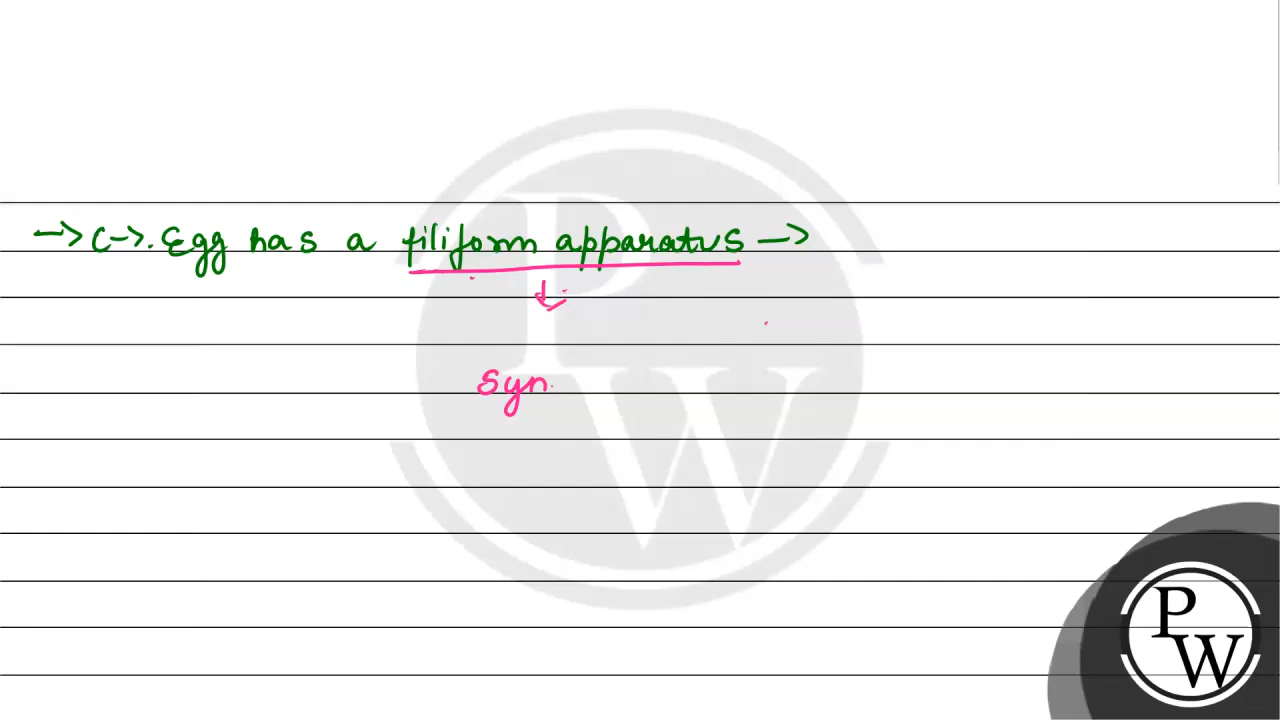 → C →. Egg has a filiform apparatus →
↓
Syn.
P
W
P
W